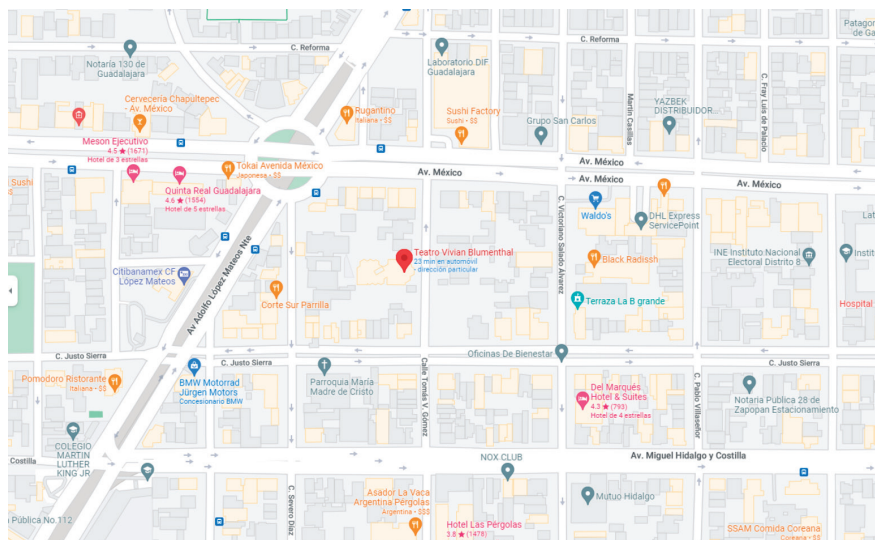 C. Reforma
C. Reforma
Patagon
de Ga
Notaría 130 de
Guadalajara
Laboratorio DIF
Guadalajara
Cervecería Chapultepec
- Av. México
Rugantino
Italiana - $$
Sushi Factory
Sushi - $$
Grupo San Carlos
Martín Casillas
YAZBEK
DISTRIBUIDOR...
C. Fray Luis de Palacio
Meson Ejecutivo
4.5 ★ (1671)
Hotel de 3 estrellas
Tokai Avenida México
Japonesa - $$
Av. México
Av. México
Av. México
Sushi
$$
Quinta Real Guadalajara
4.6 ★ (1554)
Hotel de 5 estrellas
C. Victoriano Salado Álvarez
Waldo's
DHL Express
ServicePoint
Lat
Teatro Vivian Blumenthal
23 min en automóvil
- dirección particular
Black Radissh
INE Instituto Nacional
Electoral Distrito 8
Instit
Citibanamex CF
López Mateos
Av Adolfo López Mateos Nte
Corte Sur Parrilla
Terraza La B grande
Hospital
C. Justo Sierra
C. Justo Sierra
Oficinas De Bienestar
C. Justo Sierra
Pomodoro Ristorante
Italiana - $$
BMW Motorrad
Jürgen Motors
Concesionario BMW
Parroquia María
Madre de Cristo
Calle Tomás V. Gómez
Del Marqués
Hotel & Suites
4.3 ★ (793)
Hotel de 4 estrellas
C. Pablo Villaseñor
Notaria Pública 28 de
Zapopan Estacionamiento
COLEGIO
MARTIN
LUTHER
KING JR
Costilla
NOX CLUB
Av. Miguel Hidalgo y Costilla
C. Severo Díaz
Asador La Vaca
Argentina Pérgolas
Argentina - $$$
Mutuo Hidalgo
Pública No. 112
Hotel Las Pérgolas
3.8 ★ (1478)
SSAM Comida Coreana
Coreana - $$